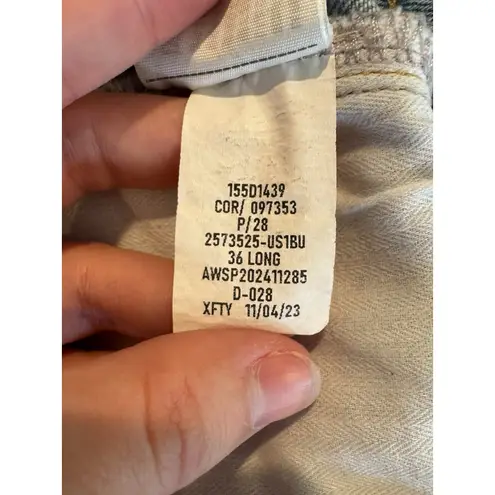 155D1439
COR/ 097353
P/28
2573525-US1BU
36 LONG
AWSP202411285
D-028
XFTY 11/04/23